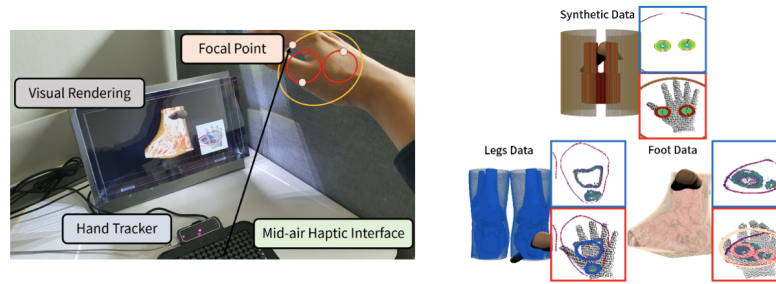 Focal Point
Visual Rendering
Hand Tracker
Mid-air Haptic Interface
Synthetic Data
Legs Data
Foot Data